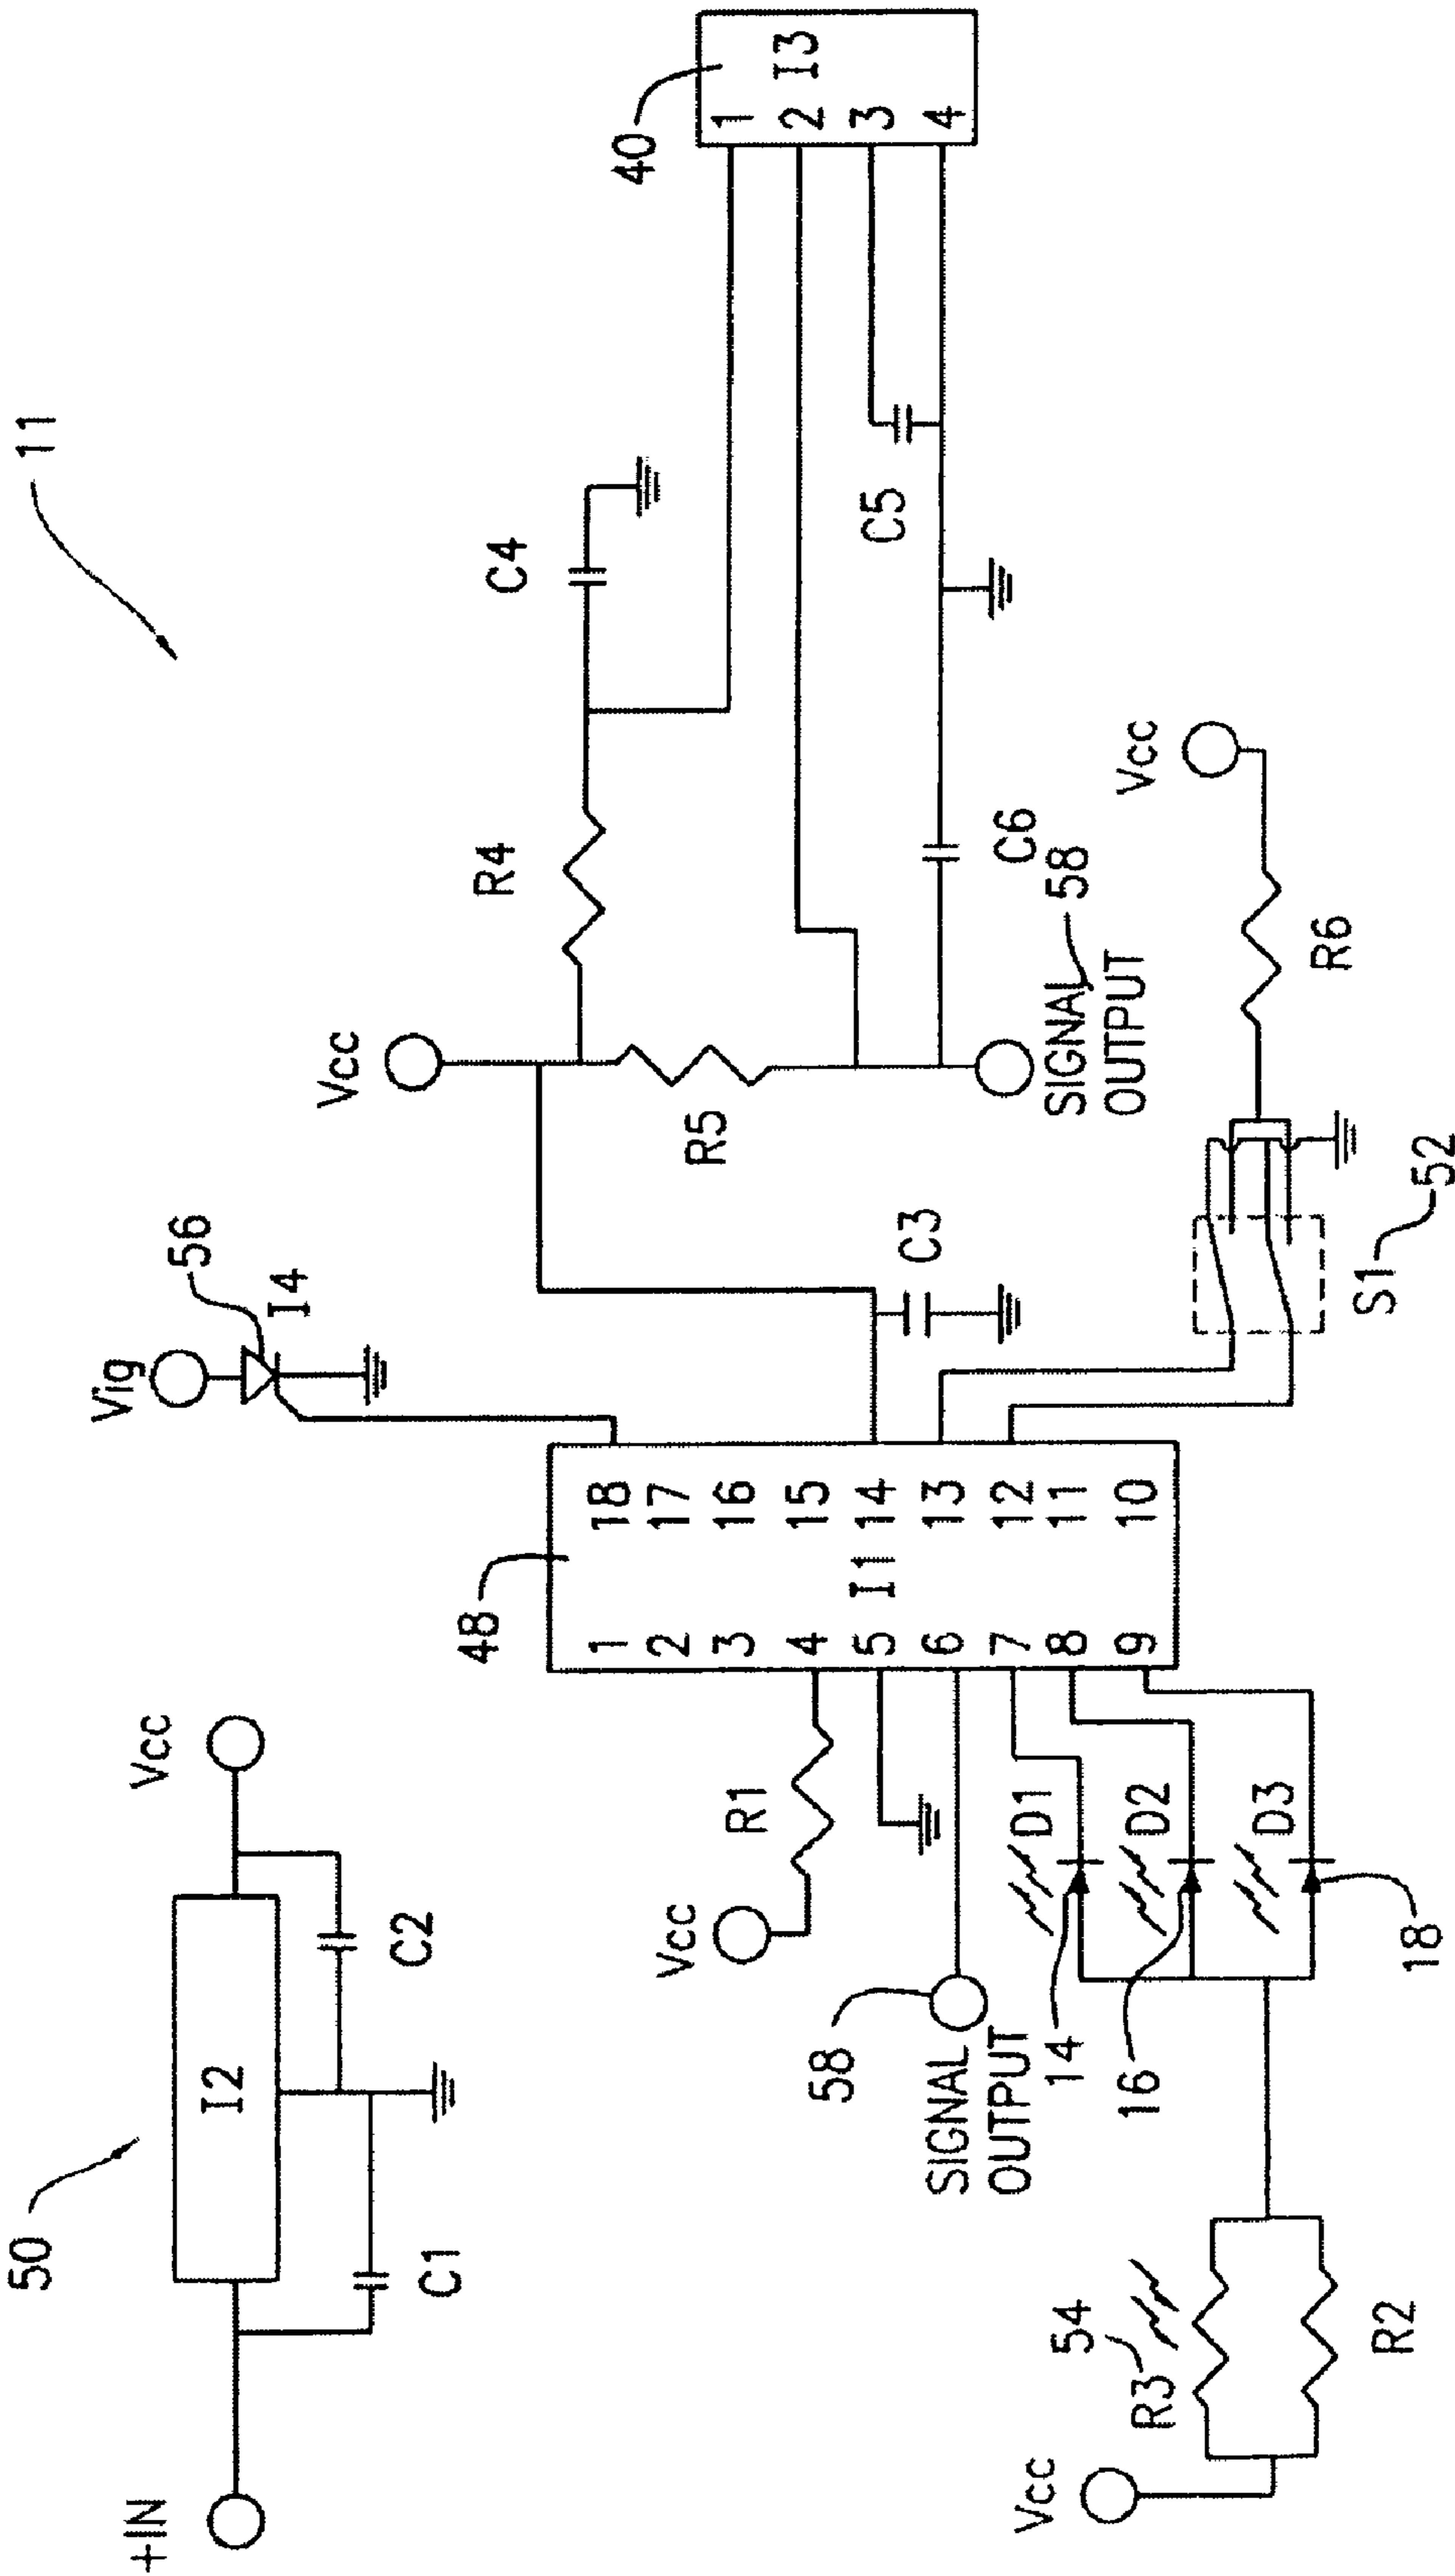 11
50
+IN
I2
Vcc
C1
C2
Vig
56
I4
Vcc
R4
C4
40
1
2
3
4
I3
R5
C5
C6
SIGNAL
OUTPUT
58
C3
48
1
2
3
4
5
6
7
8
9
I1
18
17
16
15
14
13
12
11
10
Vcc
R1
58
SIGNAL
OUTPUT
14
D1
16
D2
18
D3
Vcc
R3
54
R2
S1
52
R6
Vcc